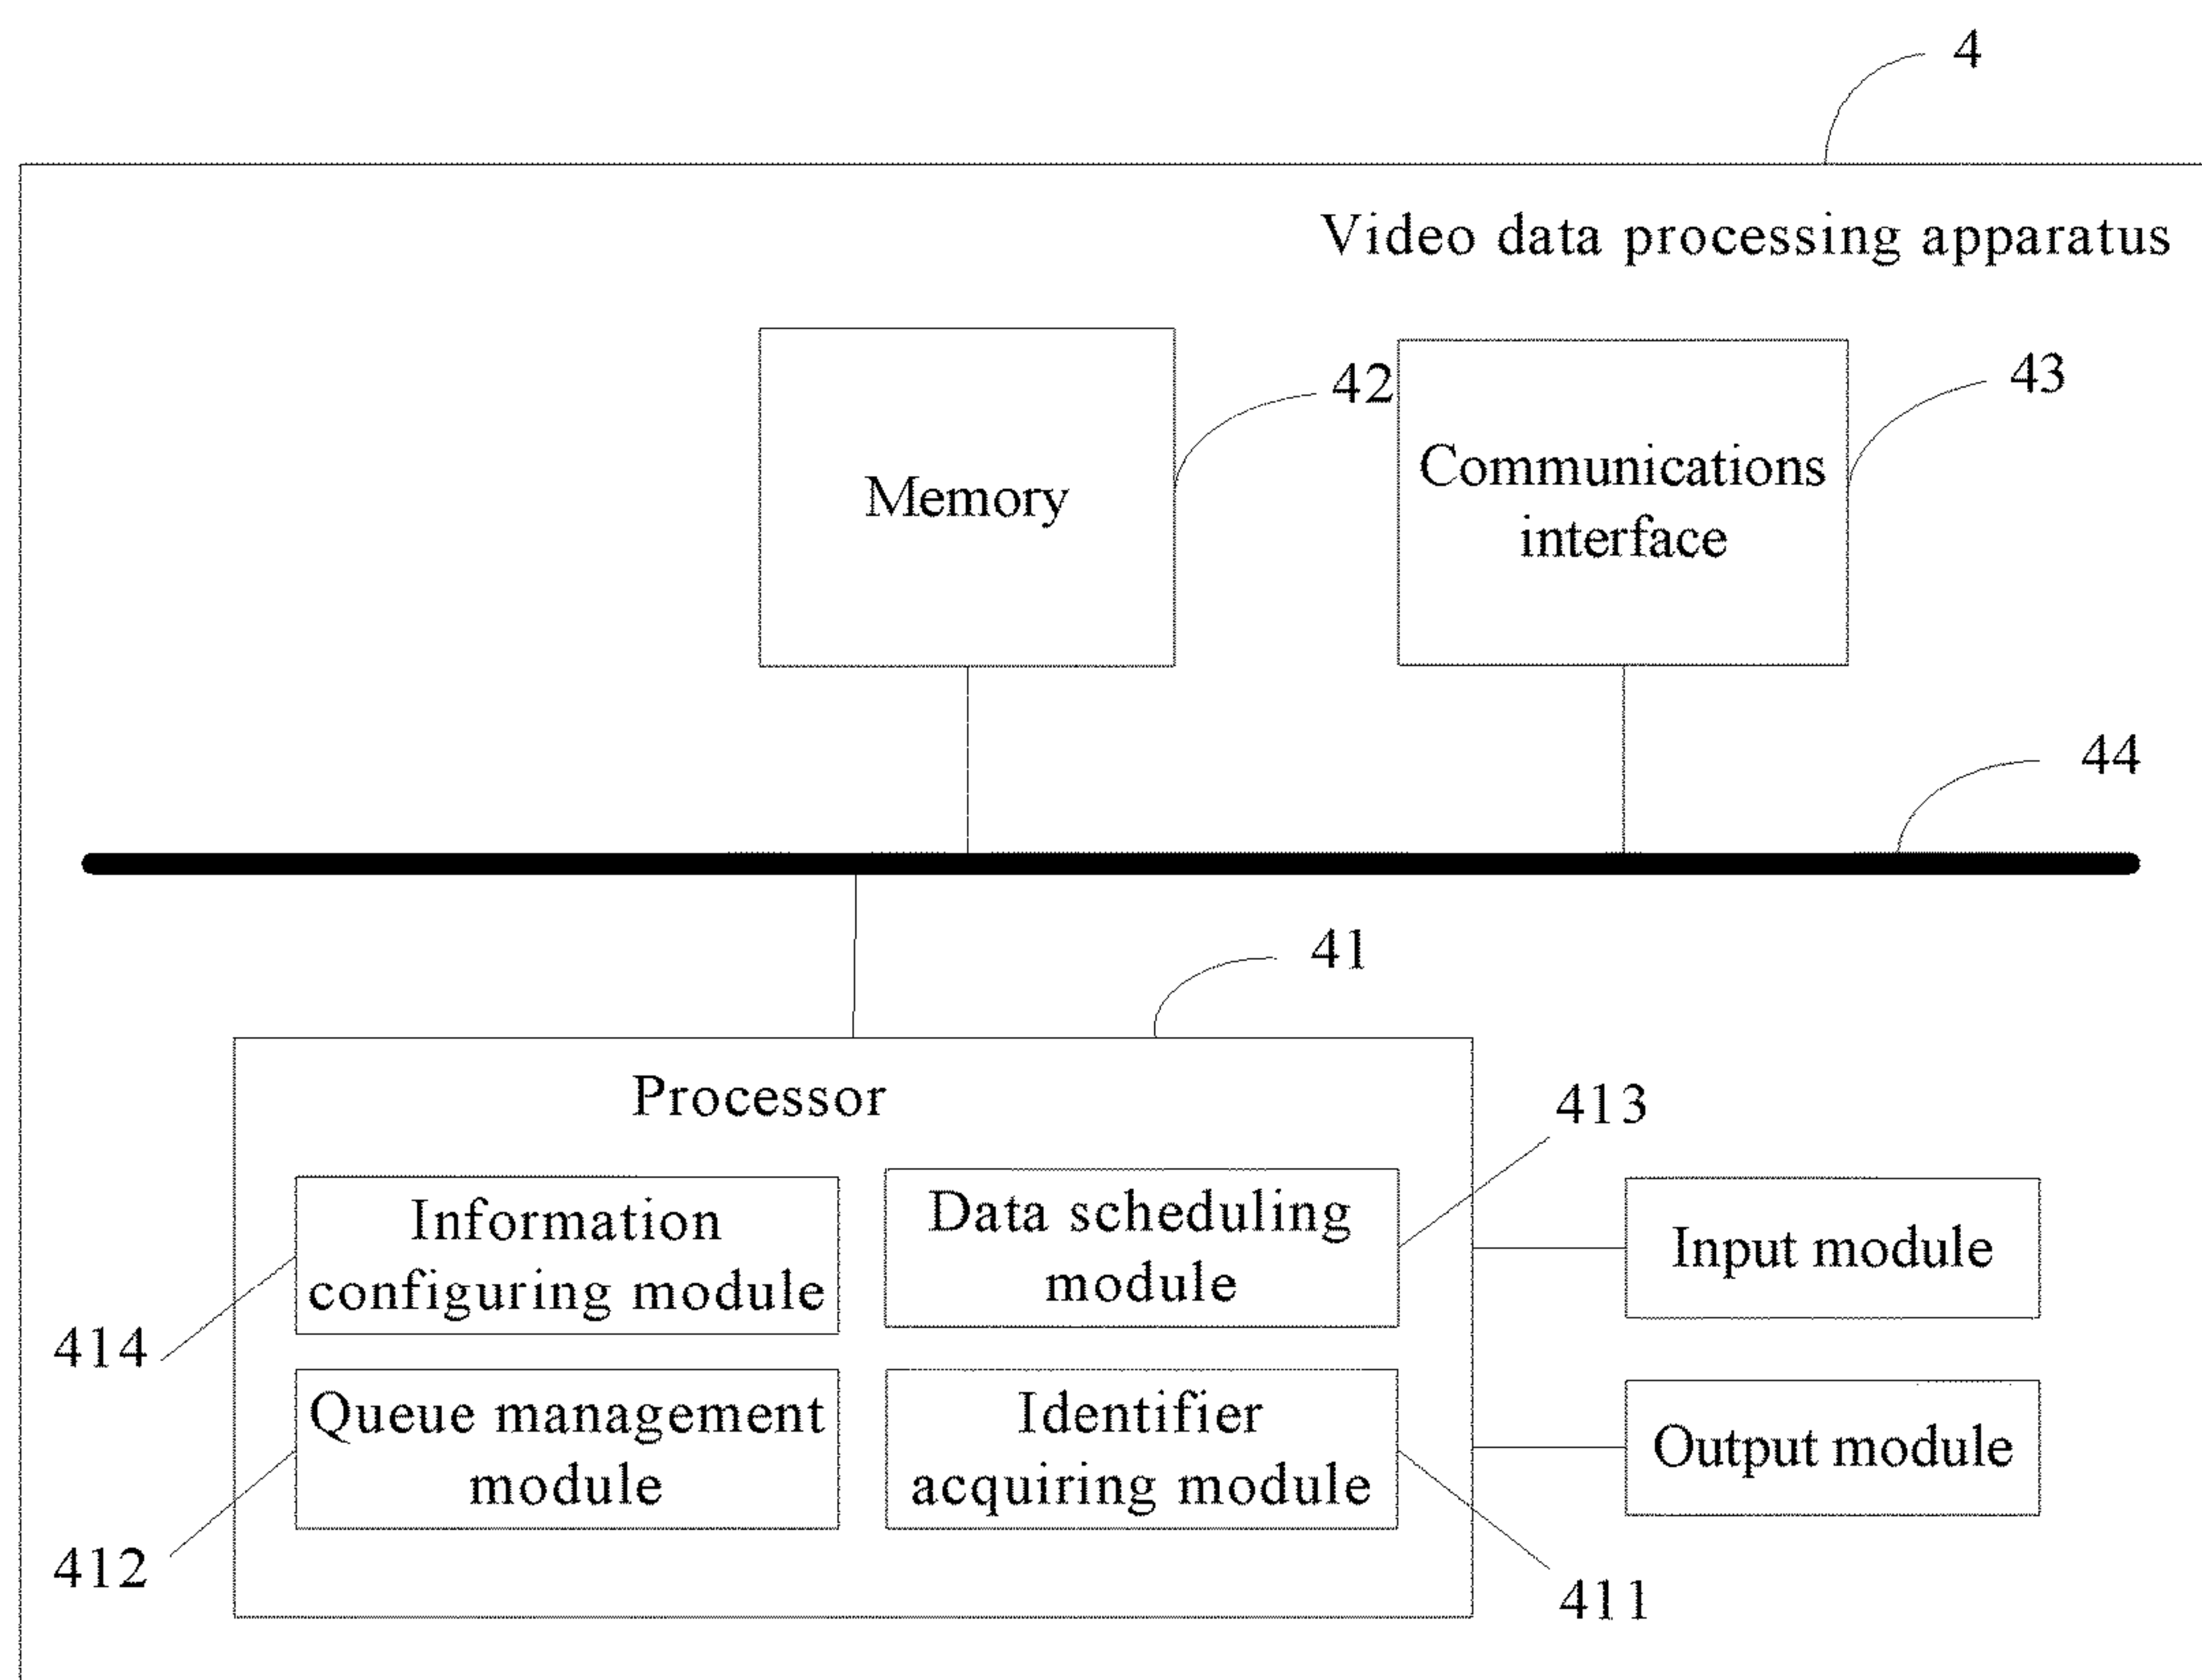 4
Video data processing apparatus
42
43
Memory
Communications
interface
44
41
Processor
413
Information
configuring module
Data scheduling
module
Input module
414
Queue management
module
Identifier
acquiring module
Output module
412
411